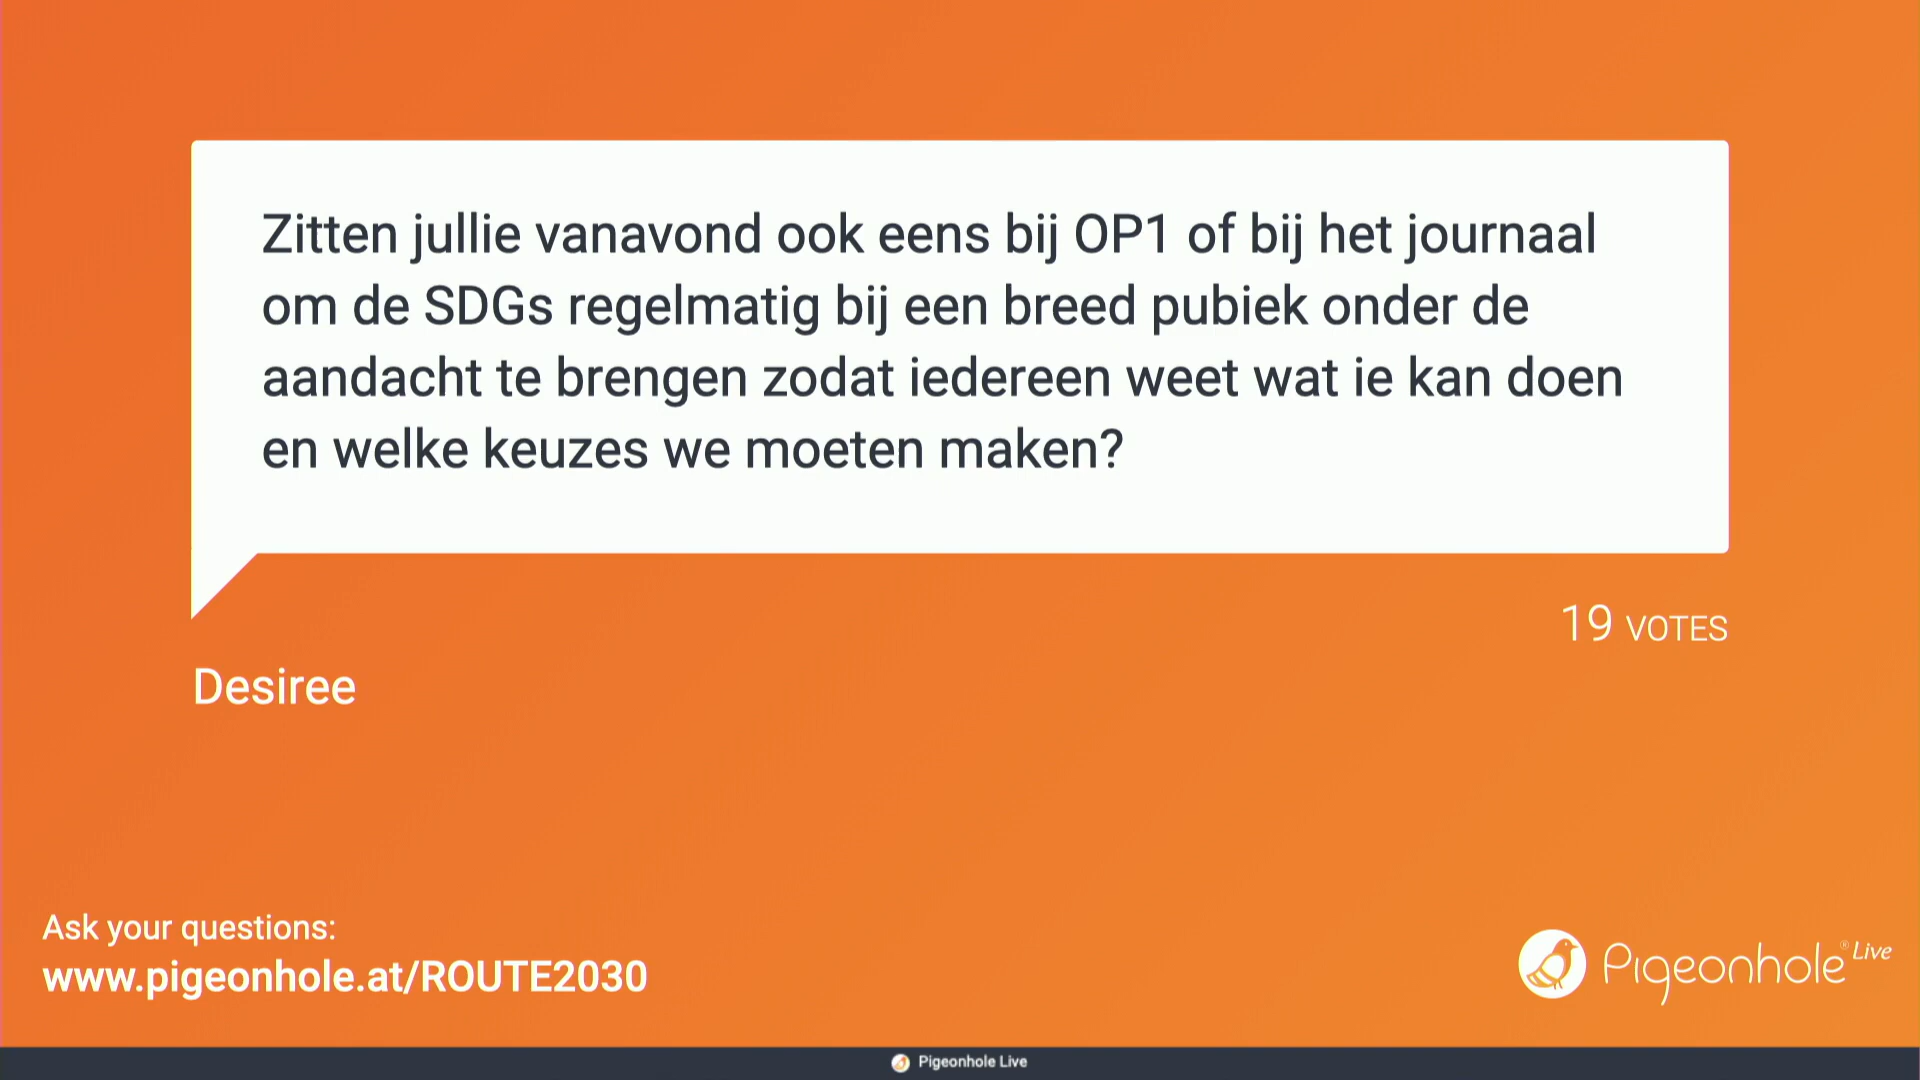 Zitten jullie vanavond ook eens bij OP1 of bij het journaal
om de SDGs regelmatig bij een breed pubiek onder de
aandacht te brengen zodat iedereen weet wat ie kan doen
en welke keuzes we moeten maken?
19 VOTES
Desiree
Ask your questions:
www.pigeonhole.at/ROUTE2030
Pigeonhole® Live
Pigeonhole Live